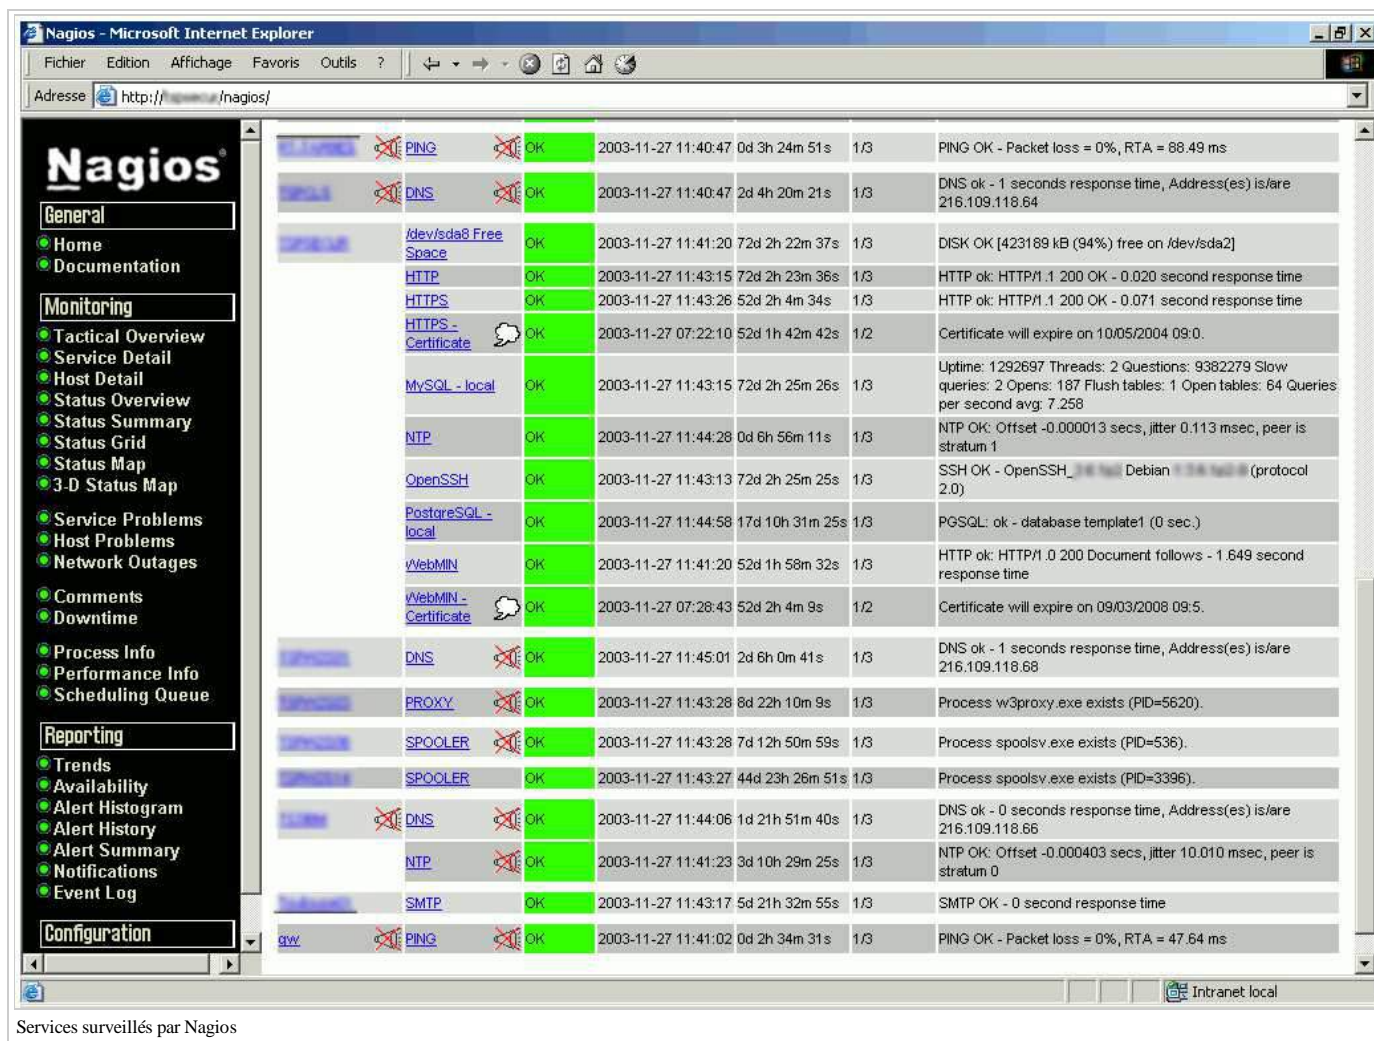 Nagios - Microsoft Internet Explorer
Fichier Edition Affichage Favoris Outils ?
Adresse http:// /nagios/
Nagios
General
Home
Documentation
Monitoring
Tactical Overview
Service Detail
Host Detail
Status Overview
Status Summary
Status Grid
Status Map
3-D Status Map
Service Problems
Host Problems
Network Outages
Comments
Downtime
Process Info
Performance Info
Scheduling Queue
Reporting
Trends
Availability
Alert Histogram
Alert History
Alert Summary
Notifications
Event Log
Configuration
PING OK 2003-11-27 11:40:47 0d 3h 24m 51s 1/3 PING OK - Packet loss = 0%, RTA = 88.49 ms
DNS OK 2003-11-27 11:40:47 2d 4h 20m 21s 1/3 DNS ok - 1 seconds response time, Address(es) is/are
216.109.118.64
/dev/sda8 Free
Space OK 2003-11-27 11:41:20 72d 2h 22m 37s 1/3 DISK OK [423189 kB (94%) free on /dev/sda2]
HTTP OK 2003-11-27 11:43:15 72d 2h 23m 36s 1/3 HTTP ok: HTTP/1.1 200 OK - 0.020 second response time
HTTPS OK 2003-11-27 11:43:26 52d 2h 4m 34s 1/3 HTTP ok: HTTP/1.1 200 OK - 0.071 second response time
HTTPS -
Certificate OK 2003-11-27 07:22:10 52d 1h 42m 42s 1/2 Certificate will expire on 10/05/2004 09:0.
MySQL - local OK 2003-11-27 11:43:15 72d 2h 25m 26s 1/3 Uptime: 1292697 Threads: 2 Questions: 9382279 Slow
queries: 2 Opens: 187 Flush tables: 1 Open tables: 64 Queries
per second avg: 7.258
NTP OK 2003-11-27 11:44:28 0d 6h 56m 11s 1/3 NTP OK: Offset -0.000013 secs, jitter 0.113 msec, peer is
stratum 1
OpenSSH OK 2003-11-27 11:43:13 72d 2h 25m 25s 1/3 SSH OK - OpenSSH_ Debian (protocol
2.0)
PostgreSQL -
local OK 2003-11-27 11:44:58 17d 10h 31m 25s 1/3 PGSQL: ok - database template1 (0 sec.)
WebMIN OK 2003-11-27 11:41:20 52d 1h 58m 32s 1/3 HTTP ok: HTTP/1.0 200 Document follows - 1.649 second
response time
WebMIN -
Certificate OK 2003-11-27 07:28:43 52d 2h 4m 9s 1/2 Certificate will expire on 09/03/2008 09:5.
DNS OK 2003-11-27 11:45:01 2d 6h 0m 41s 1/3 DNS ok - 1 seconds response time, Address(es) is/are
216.109.118.68
PROXY OK 2003-11-27 11:43:28 8d 22h 10m 9s 1/3 Process w3proxy.exe exists (PID=5620).
SPOOLER OK 2003-11-27 11:43:28 7d 12h 50m 59s 1/3 Process spoolsv.exe exists (PID=536).
SPOOLER OK 2003-11-27 11:43:27 44d 23h 26m 51s 1/3 Process spoolsv.exe exists (PID=3396).
DNS OK 2003-11-27 11:44:06 1d 21h 51m 40s 1/3 DNS ok - 0 seconds response time, Address(es) is/are
216.109.118.66
NTP OK 2003-11-27 11:41:23 3d 10h 29m 25s 1/3 NTP OK: Offset -0.000403 secs, jitter 10.010 msec, peer is
stratum 0
SMTP OK 2003-11-27 11:43:17 5d 21h 32m 55s 1/3 SMTP OK - 0 second response time
gw PING OK 2003-11-27 11:41:02 0d 2h 34m 31s 1/3 PING OK - Packet loss = 0%, RTA = 47.64 ms
Intranet local
Services surveillés par Nagios